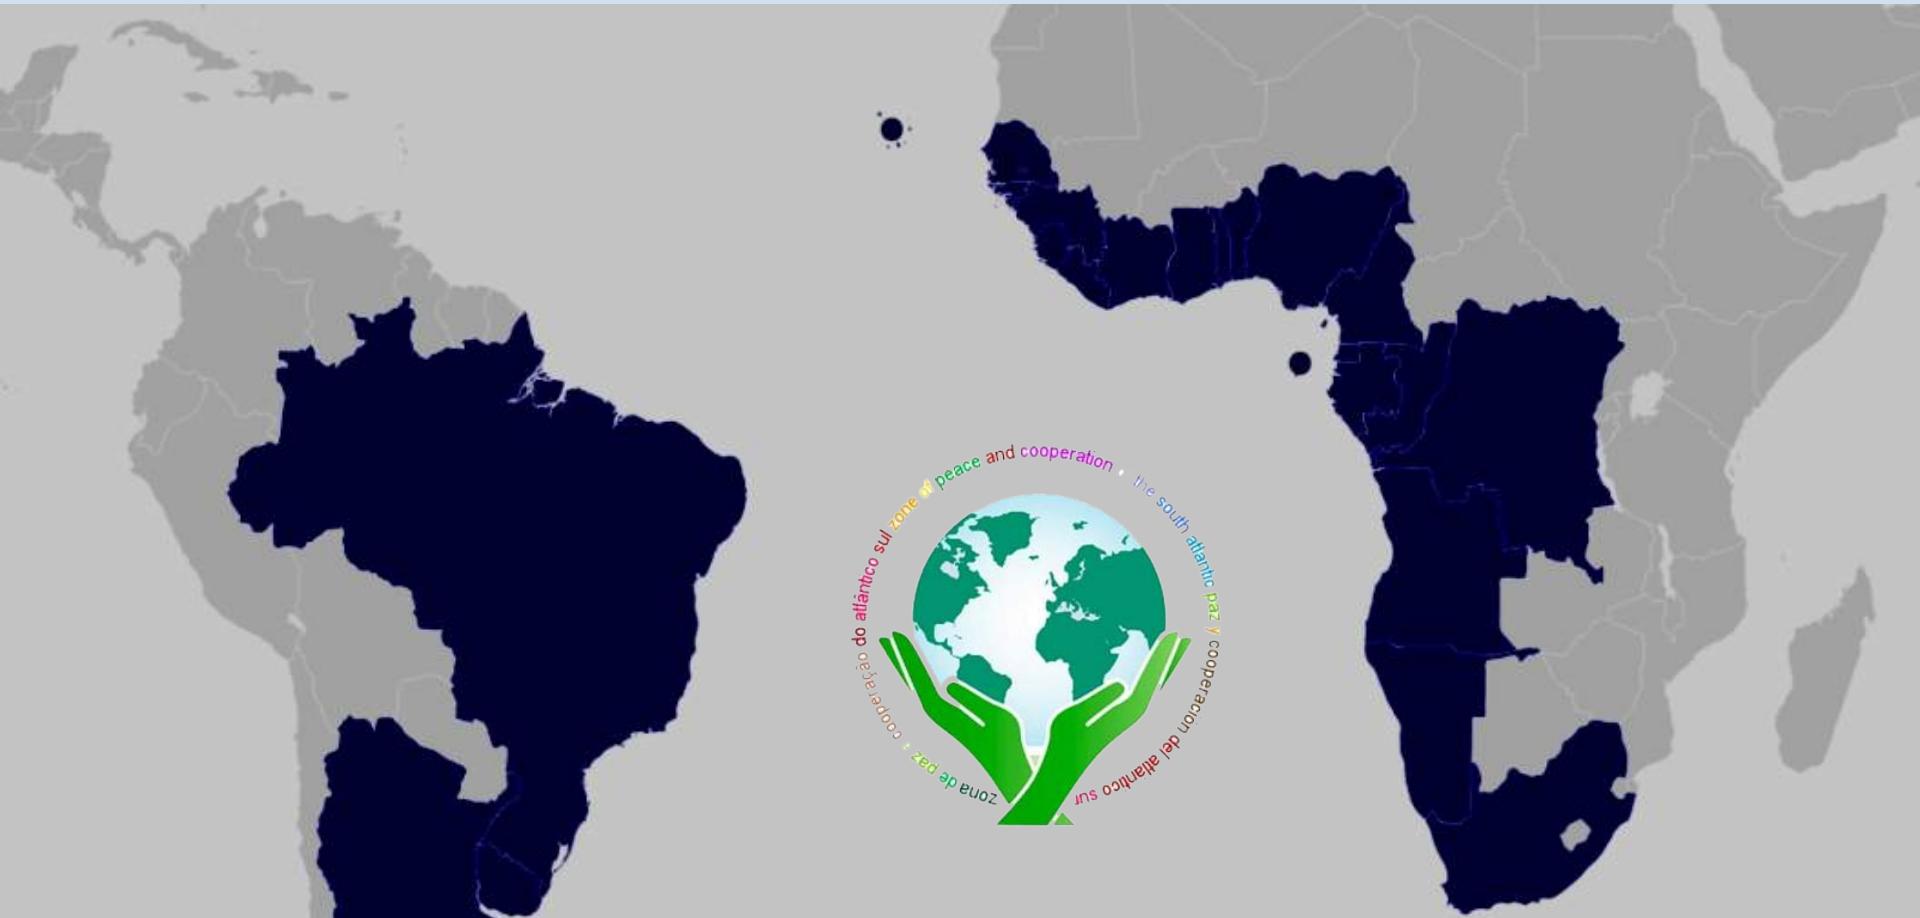 zona de paz y cooperação do atlântico sul
zone of peace and cooperation . the south atlantic
paz y cooperacion del atlantico sur